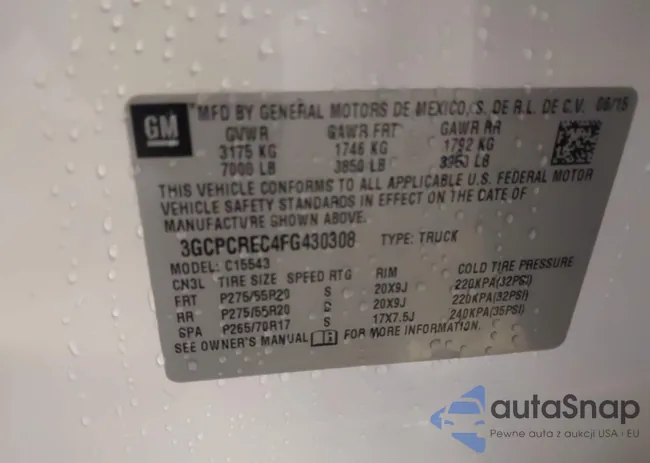 GM
MFD BY GENERAL MOTORS DE MEXICO, S. DE R.L. DE C.V. 06/15
GVWR GAWR FRT GAWR RR
3175 KG 1746 KG 1792 KG
7000 LB 3850 LB 3950 LB
THIS VEHICLE CONFORMS TO ALL APPLICABLE U.S. FEDERAL MOTOR
VEHICLE SAFETY STANDARDS IN EFFECT ON THE DATE OF
MANUFACTURE SHOWN ABOVE.
3GCPCREC4FG430308 TYPE: TRUCK
MODEL: C15543
CN3L TIRE SIZE SPEED RTG RIM COLD TIRE PRESSURE
FRT P275/55R20 S 20X9J 220KPA(32PSI)
RR P275/55R20 S 20X9J 220KPA(32PSI)
SPA P265/70R17 S 17X7.5J 240KPA(35PSI)
SEE OWNER'S MANUAL FOR MORE INFORMATION.
autaSnap
Pewne auta z aukcji USA i EU